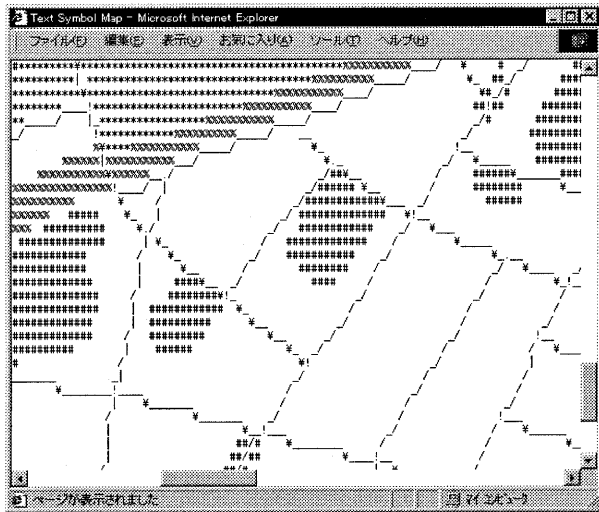 Text Symbol Map - Microsoft Internet Explorer
ファイル(F) 編集(E) 表示(V) お気に入り(A) ツール(T) ヘルプ(H)
ページが表示されました マイ コンピュータ